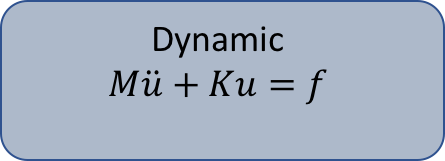 Dynamic
Mü + Ku = f